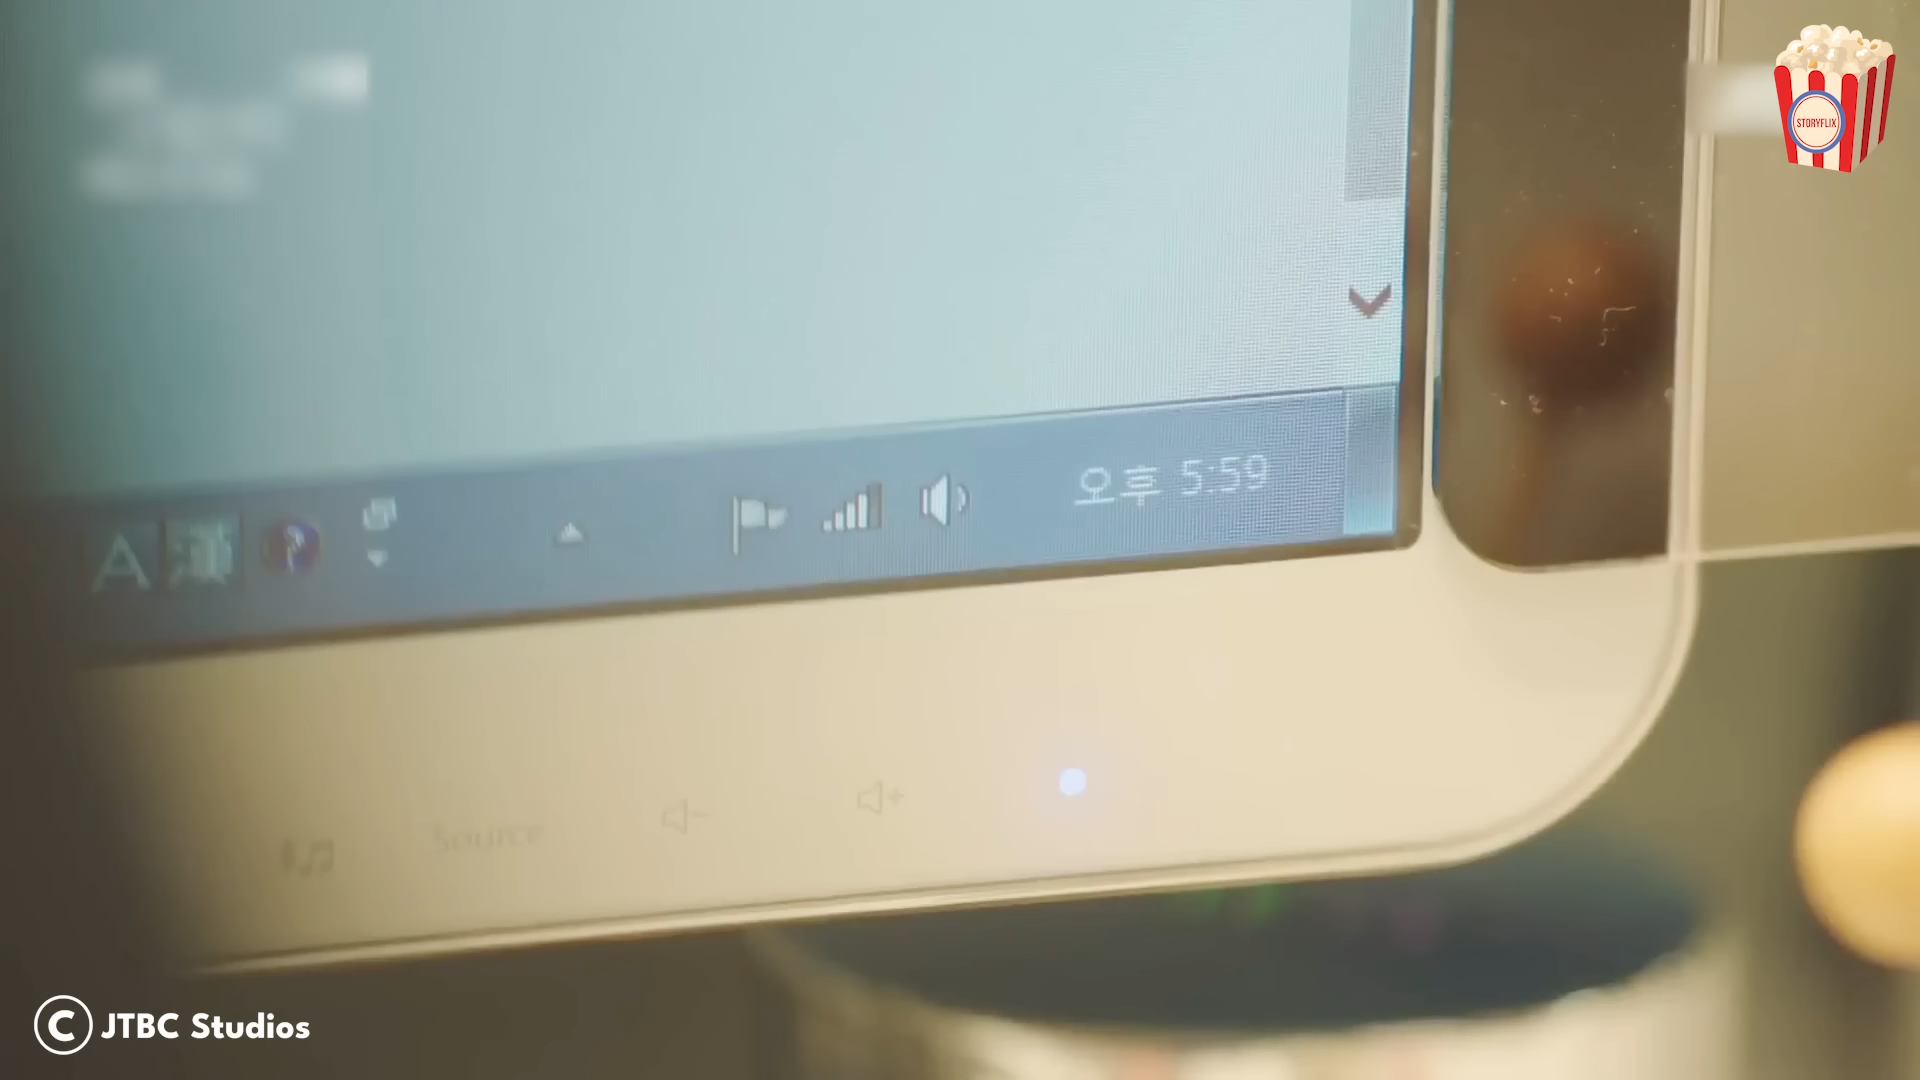 STORYFLIX
오후 5:59
A
Source
C JTBC Studios